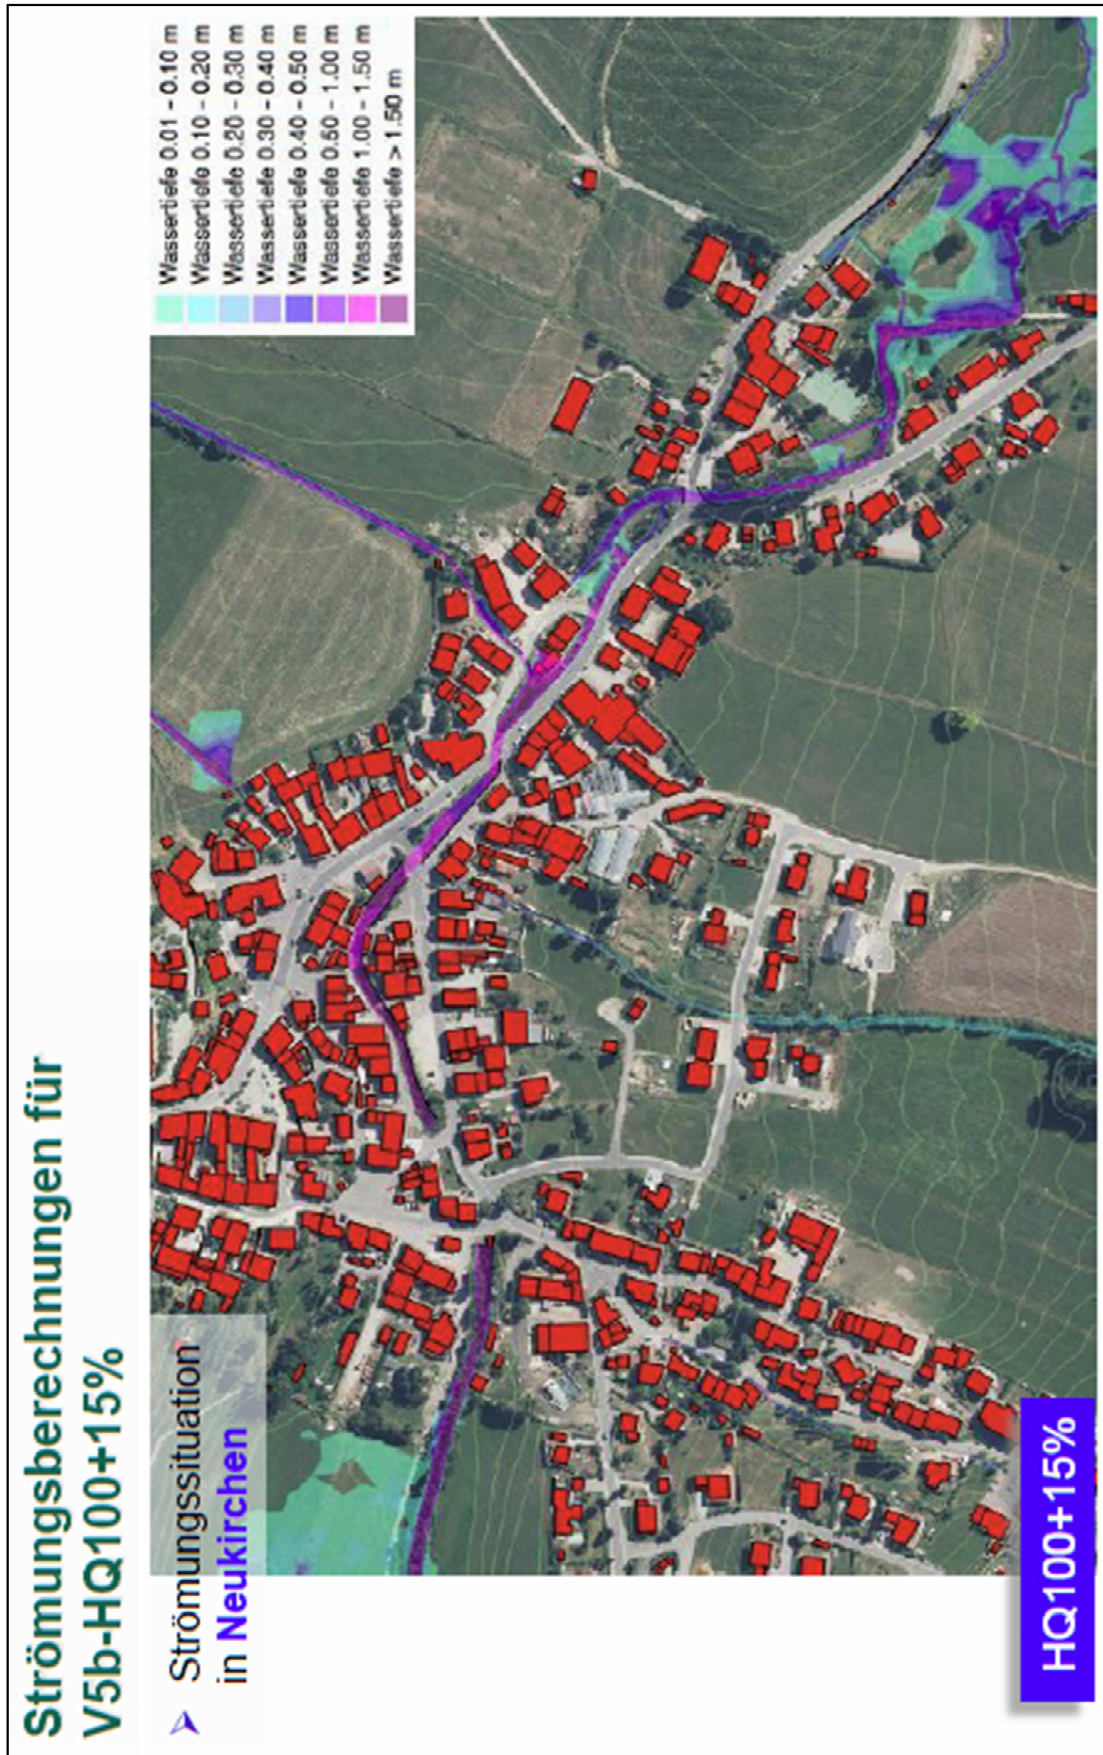 Strömungsberechnungen für
V5b-HQ100+15%
Strömungssituation
in Neukirchen
Wassertiefe 0.01 - 0.10 m
Wassertiefe 0.10 - 0.20 m
Wassertiefe 0.20 - 0.30 m
Wassertiefe 0.30 - 0.40 m
Wassertiefe 0.40 - 0.50 m
Wassertiefe 0.50 - 1.00 m
Wassertiefe 1.00 - 1.50 m
Wassertiefe > 1.50 m
HQ100+15%